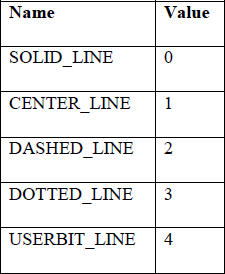 Name Value
SOLID_LINE 0
CENTER_LINE 1
DASHED_LINE 2
DOTTED_LINE 3
USERBIT_LINE 4